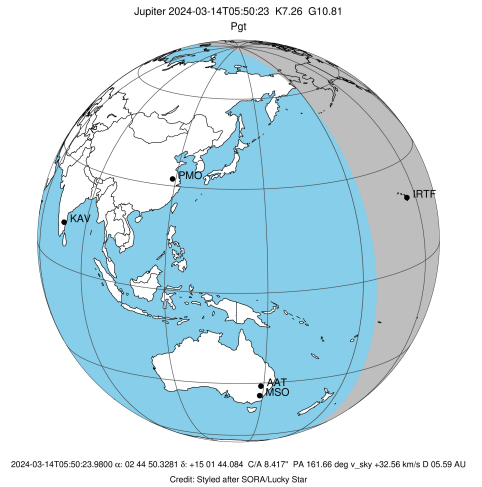 Jupiter 2024-03-14T05:50:23 K7.26 G10.81
Pgt
PMO
IRTF
KAV
AAT
MSO
2024-03-14T05:50:23.9800 α: 02 44 50.3281 δ: +15 01 44.084 C/A 8.417" PA 161.66 deg v_sky +32.56 km/s D 05.59 AU
Credit: Styled after SORA/Lucky Star